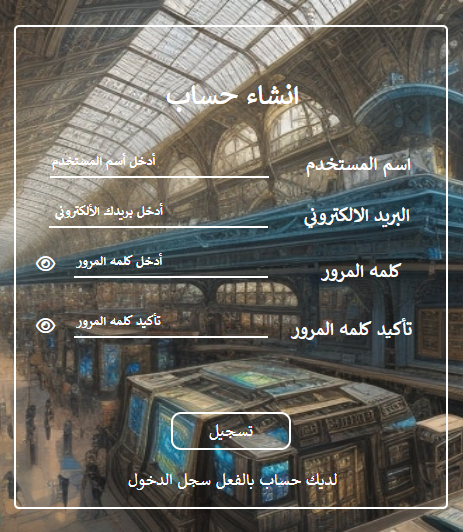 انشاء حساب
اسم المستخدم أدخل أسم المستخدم
البريد الالكتروني أدخل بريدك الألكتروني
كلمه المرور أدخل كلمه المرور
تأكيد كلمه المرور تأكيد كلمه المرور
تسجيل
لديك حساب بالفعل سجل الدخول